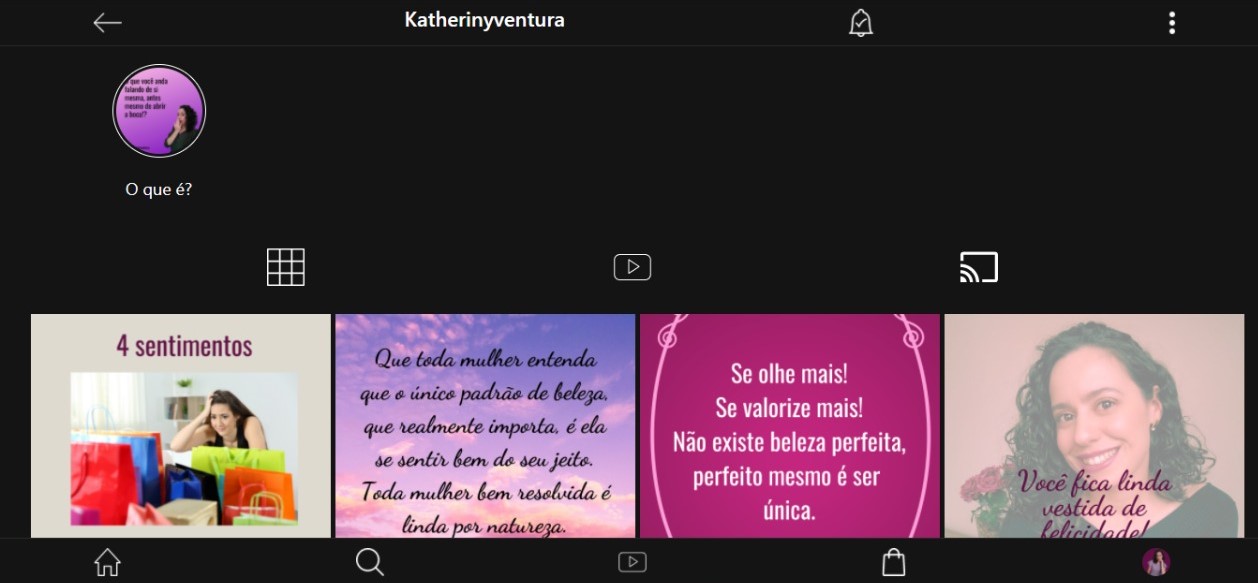 Katherinyventura
O que você anda
falando de si
mesma, antes
mesmo de abrir
a boca!?
O que é?
4 sentimentos
Que toda mulher entenda
que o único padrão de beleza,
que realmente importa, é ela
se sentir bem do seu jeito.
Toda mulher bem resolvida é
linda por natureza.
Se olhe mais!
Se valorize mais!
Não existe beleza perfeita,
perfeito mesmo é ser
única.
Você fica linda
vestida de
felicidade!